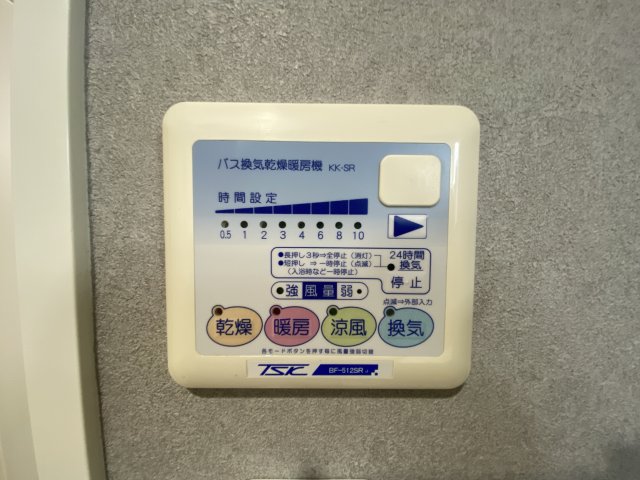 バス換気乾燥暖房機 KK-SR
時間設定
0.5 1 2 3 4 6 8 10
●長押し3秒⇒全停止(消灯)
●短押し ⇒ 一時停止(点滅)
(入浴時など一時停止)
24時間
換気
停止
強 風量 弱
点滅⇒外部入力
乾燥 暖房 涼風 換気
各モードボタンを押す毎に風量強弱切替
TSK BF-512SR J